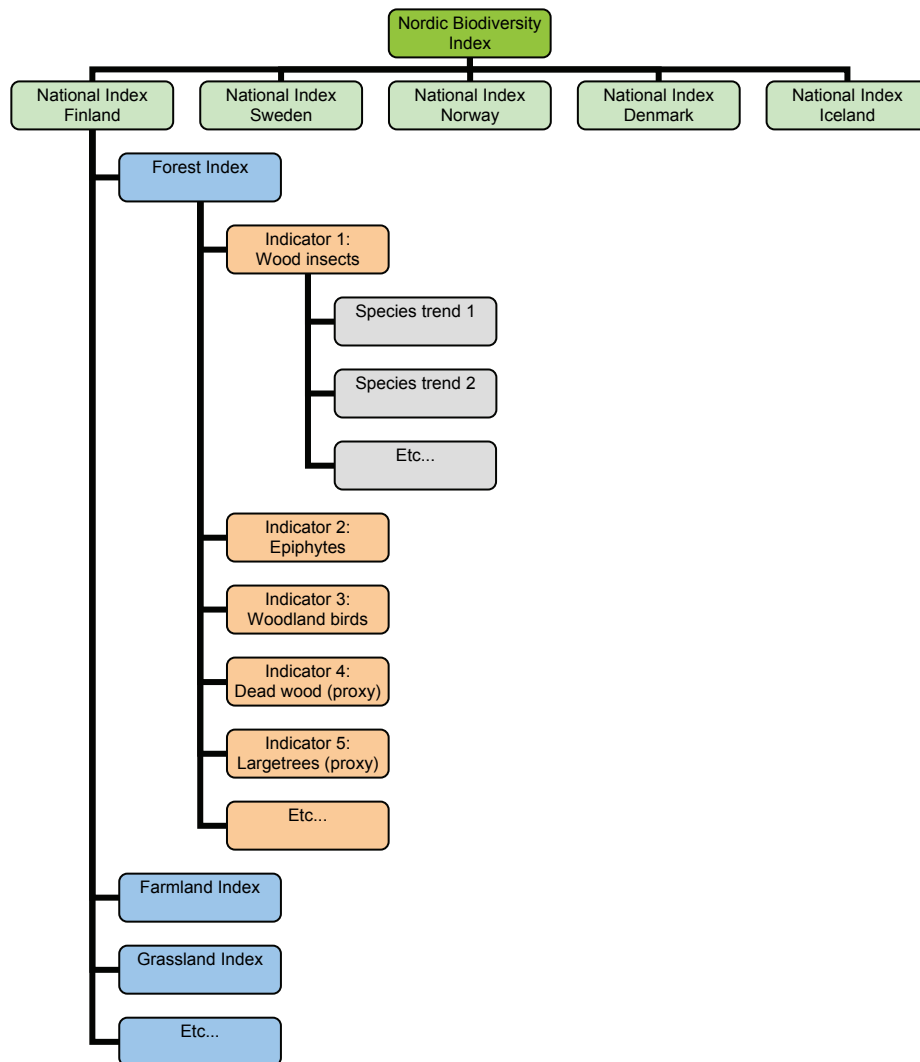 Nordic Biodiversity
Index
National Index
Finland
National Index
Sweden
National Index
Norway
National Index
Denmark
National Index
Iceland
Forest Index
Indicator 1:
Wood insects
Species trend 1
Species trend 2
Etc...
Indicator 2:
Epiphytes
Indicator 3:
Woodland birds
Indicator 4:
Dead wood (proxy)
Indicator 5:
Largetrees (proxy)
Etc...
Farmland Index
Grassland Index
Etc...